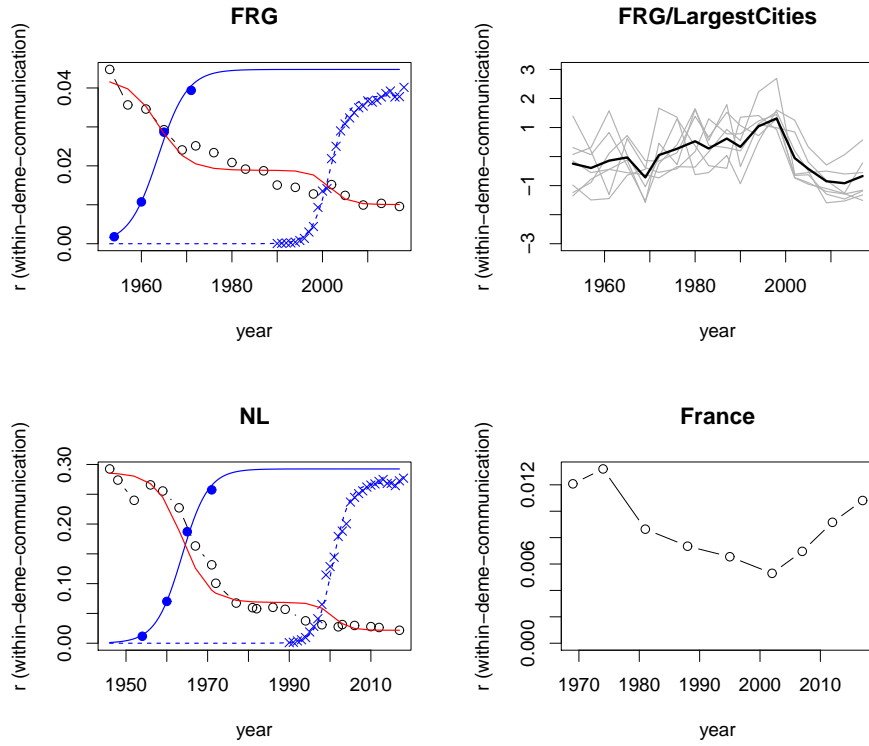 FRG
r (within−deme−communication)
0.00
0.02
0.04
1960
1980
2000
year
FRG/LargestCities
r (within−deme−communication)
−3
−1
1
3
1960
1980
2000
year
NL
r (within−deme−communication)
0.00
0.10
0.20
0.30
1950
1970
1990
2010
year
France
r (within−deme−communication)
0.000
0.006
0.012
1970
1980
1990
2000
2010
year